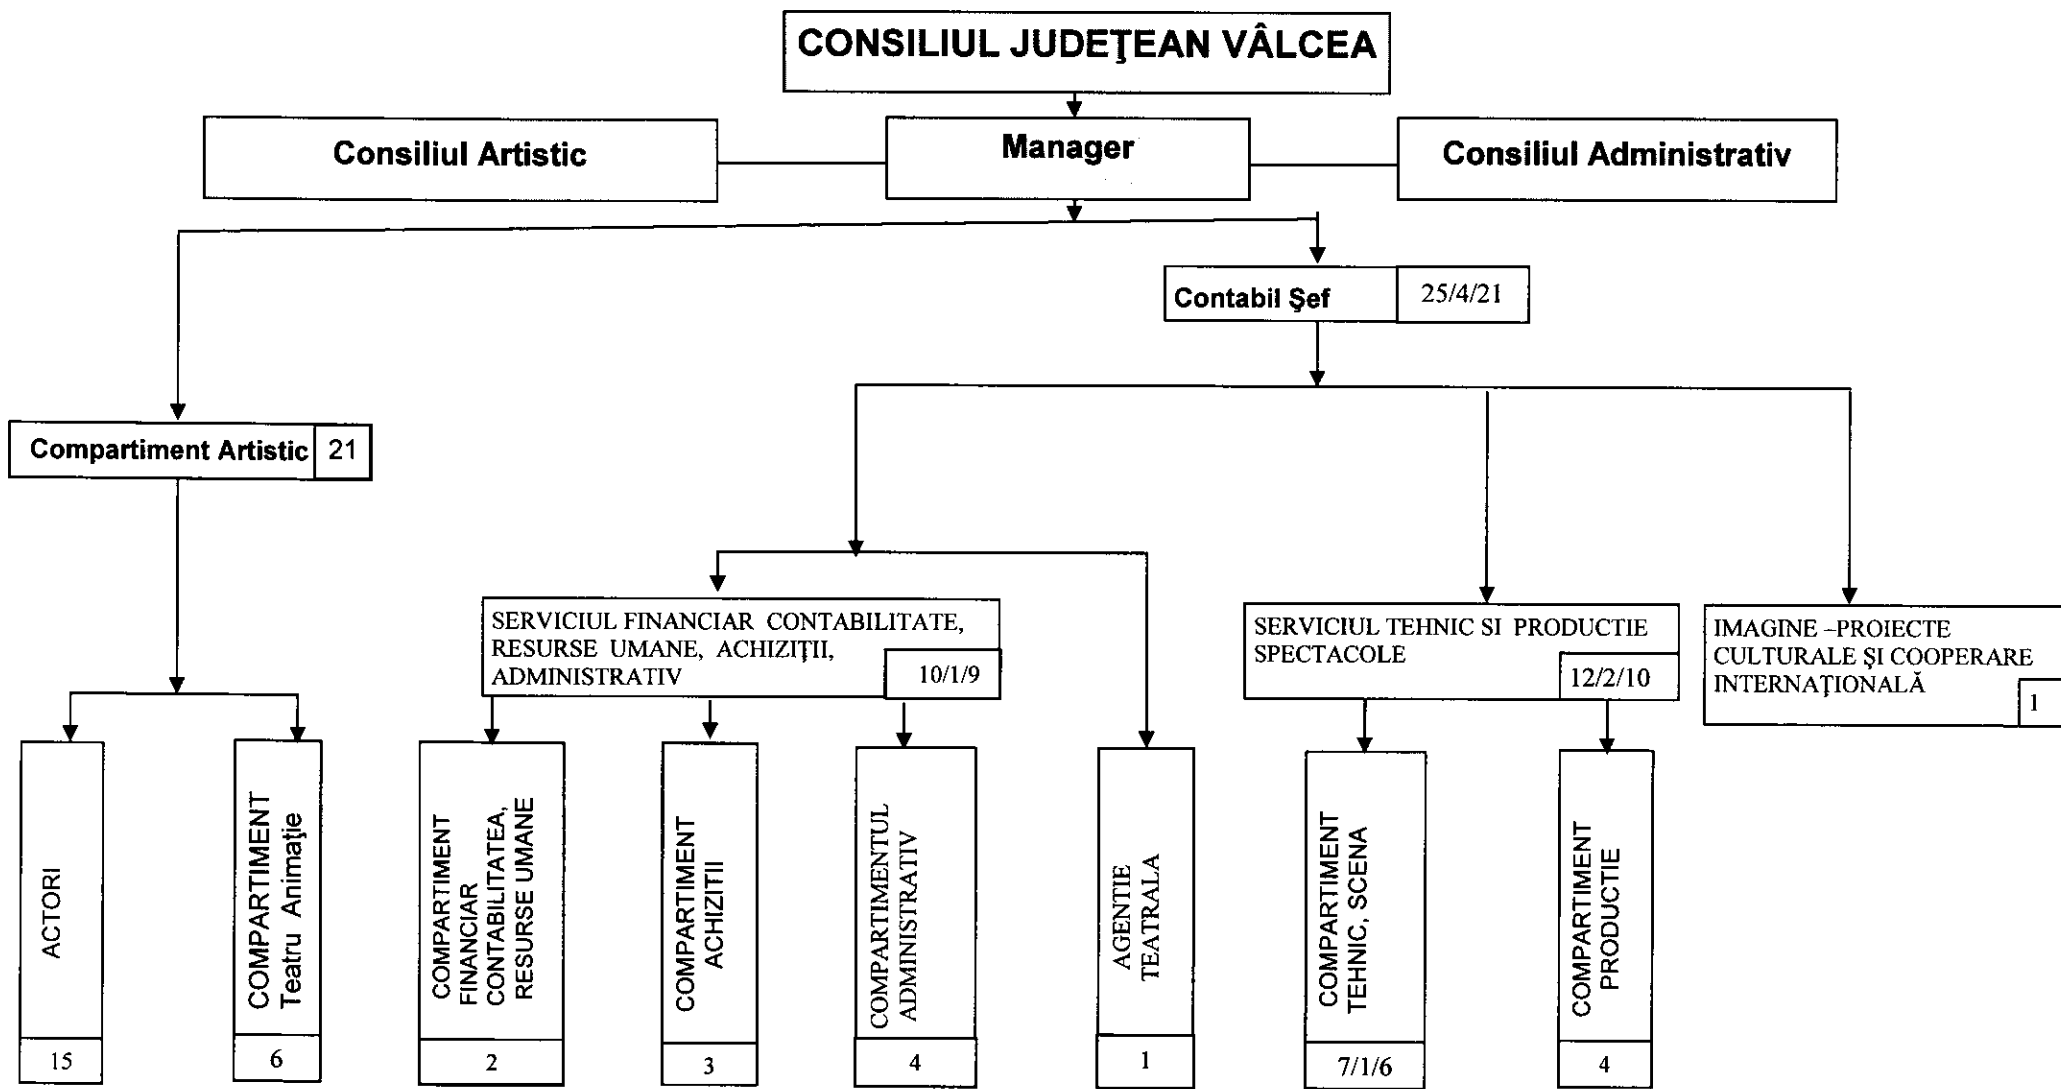 CONSILIUL JUDEŢEAN VÂLCEA
Consiliul Artistic
Manager
Consiliul Administrativ
Contabil Şef
25/4/21
Compartiment Artistic
21
SERVICIUL FINANCIAR CONTABILITATE,
RESURSE UMANE, ACHIZIŢII,
ADMINISTRATIV
10/1/9
SERVICIUL TEHNIC SI PRODUCTIE
SPECTACOLE
12/2/10
IMAGINE –PROIECTE
CULTURALE ŞI COOPERARE
INTERNAŢIONALĂ
1
ACTORI
15
COMPARTIMENT
Teatru Animaţie
6
COMPARTIMENT
FINANCIAR
CONTABILITATEA,
RESURSE UMANE
2
COMPARTIMENT
ACHIZITII
3
COMPARTIMENTUL
ADMINISTRATIV
4
AGENTIE
TEATRALA
1
COMPARTIMENT
TEHNIC, SCENA
7/1/6
COMPARTIMENT
PRODUCTIE
4